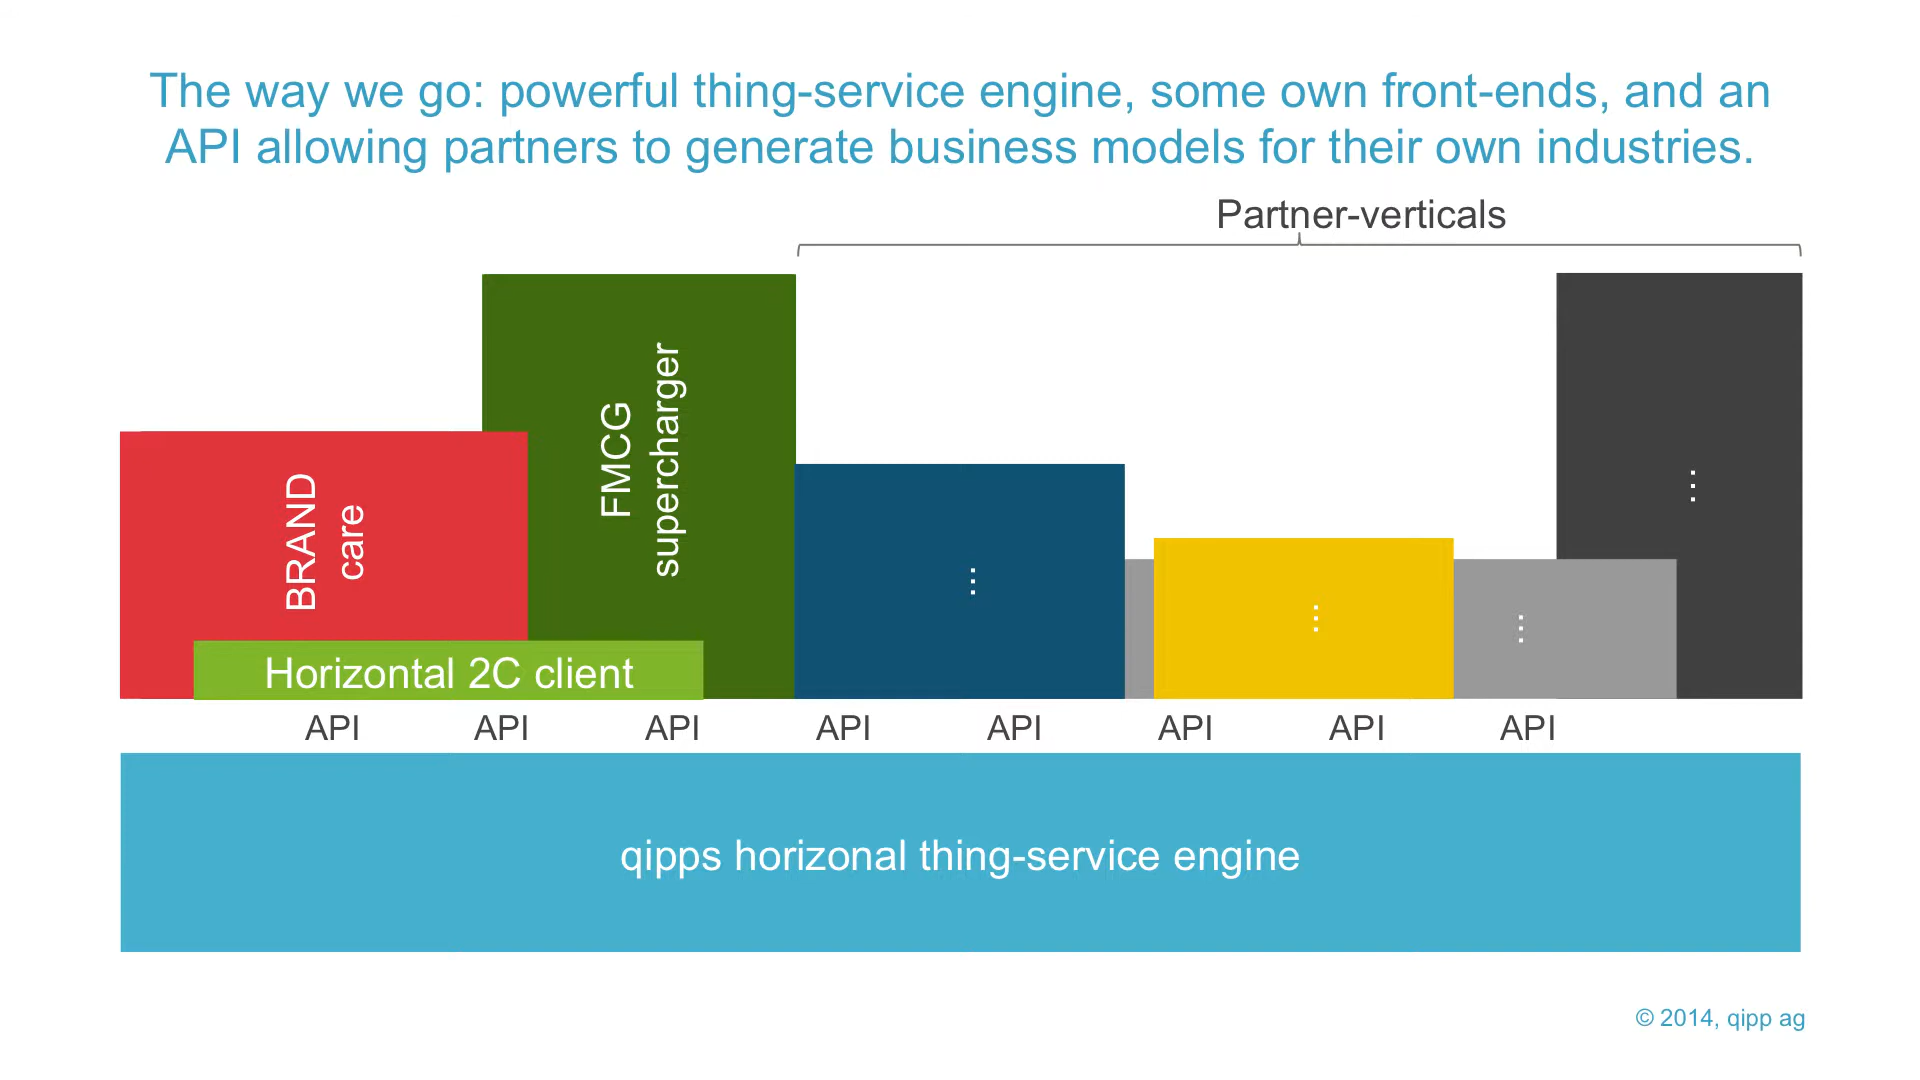 The way we go: powerful thing-service engine, some own front-ends, and an
API allowing partners to generate business models for their own industries.
Partner-verticals
BRAND
care
FMCG
supercharger
...
...
...
...
Horizontal 2C client
API API API API API API API API
qipps horizonal thing-service engine
© 2014, qipp ag